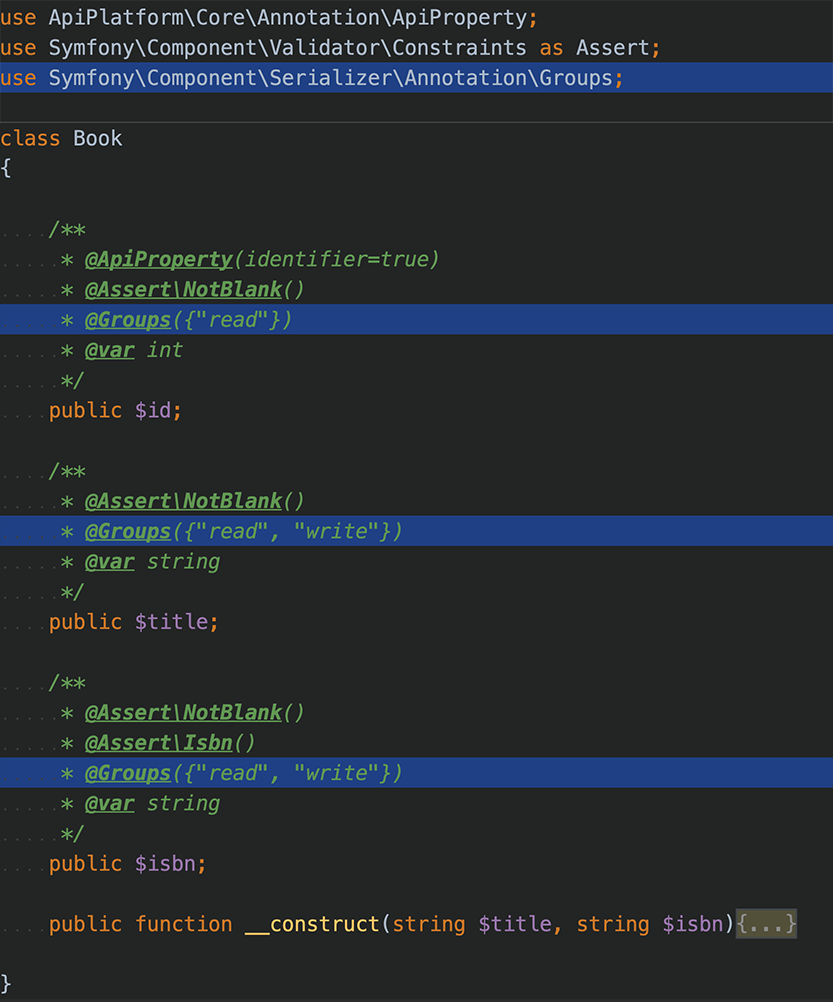 use ApiPlatform\Core\Annotation\ApiProperty;
use Symfony\Component\Validator\Constraints as Assert;
use Symfony\Component\Serializer\Annotation\Groups;
class Book
{
/**
* @ApiProperty(identifier=true)
* @Assert\NotBlank()
* @Groups({"read"})
* @var int
*/
public $id;
/**
* @Assert\NotBlank()
* @Groups({"read", "write"})
* @var string
*/
public $title;
/**
* @Assert\NotBlank()
* @Assert\Isbn()
* @Groups({"read", "write"})
* @var string
*/
public $isbn;
public function __construct(string $title, string $isbn){...}
}